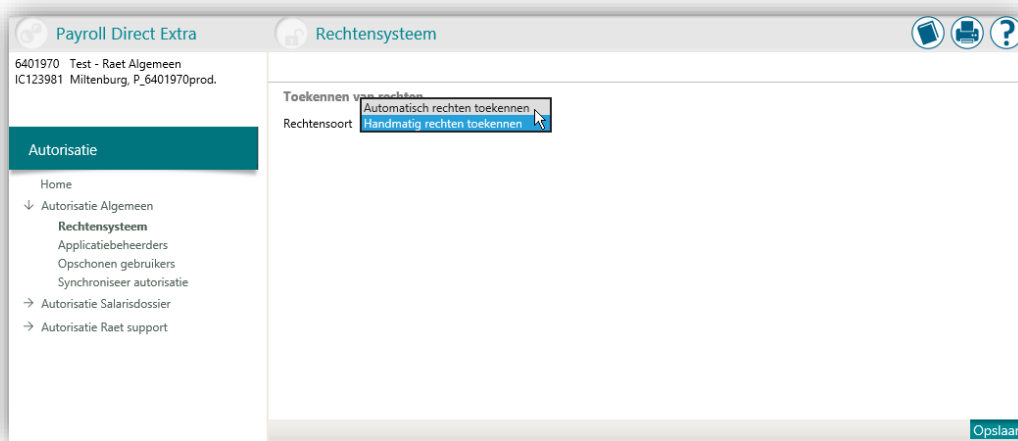 Payroll Direct Extra
Rechtensysteem
?
6401970 Test - Raet Algemeen
IC123981 Miltenburg, P_6401970prod.
Autorisatie
Home
Autorisatie Algemeen
Rechtensysteem
Applicatiebeheerders
Opschonen gebruikers
Synchroniseer autorisatie
Autorisatie Salarisdossier
Autorisatie Raet support
Toekennen van rechten
Automatisch rechten toekennen
Rechtensoort Handmatig rechten toekennen
Opslaan